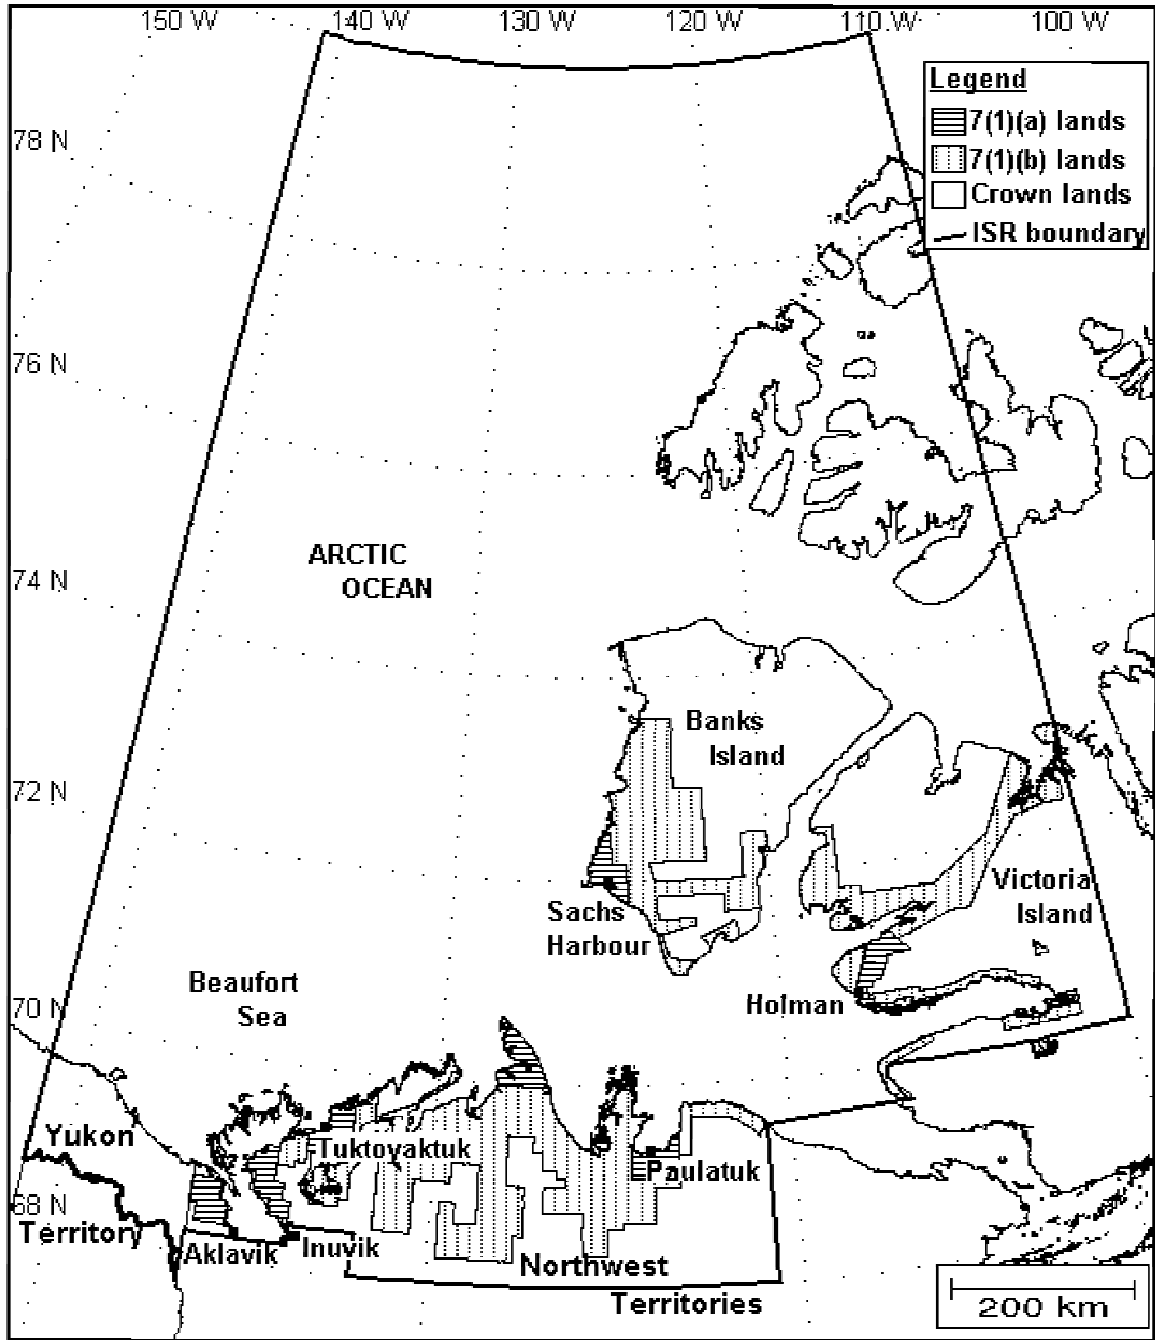 150 W 140 W 130 W 120 W 110 W 100 W
Legend
7(1)(a) lands
7(1)(b) lands
Crown lands
ISR boundary
78 N
76 N
74 N
72 N
70 N
68 N
ARCTIC
OCEAN
Banks
Island
Victoria
Island
Sachs
Harbour
Holman
Beaufort
Sea
Yukon
Territory
Tuktoyaktuk
Paulatuk
Aklavik
Inuvik
Northwest
Territories
200 km